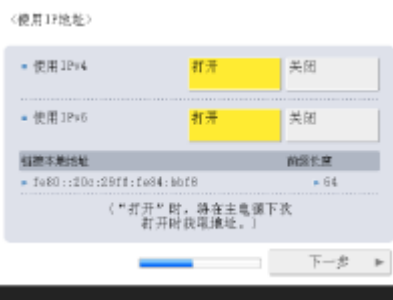 <使用IP地址>
使用IPv4 打开 关闭
使用IPv6 打开 关闭
链接本地地址 前缀长度
fe80::20c:29ff:fe84:bbf8 64
(“打开”时，将在主电源下次
打开时获取地址。)
下一步